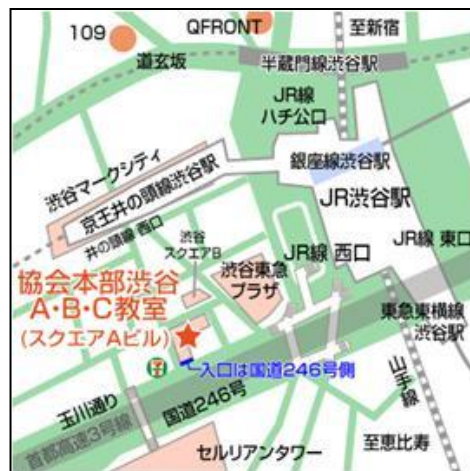 QFRONT
109
至新宿
道玄坂
半蔵門線渋谷駅
JR線
ハチ公口
渋谷マークシティ
京王井の頭線渋谷駅
銀座線渋谷駅
JR渋谷駅
井の頭線 西口
渋谷
スクエアB
JR線 西口
JR線 東口
渋谷東急
プラザ
協会本部渋谷
A・B・C教室
(スクエアAビル)
東急東横線
渋谷駅
入口は国道246号側
山手線
玉川通り
国道246号
首都高速3号線
セルリアンタワー
至恵比寿